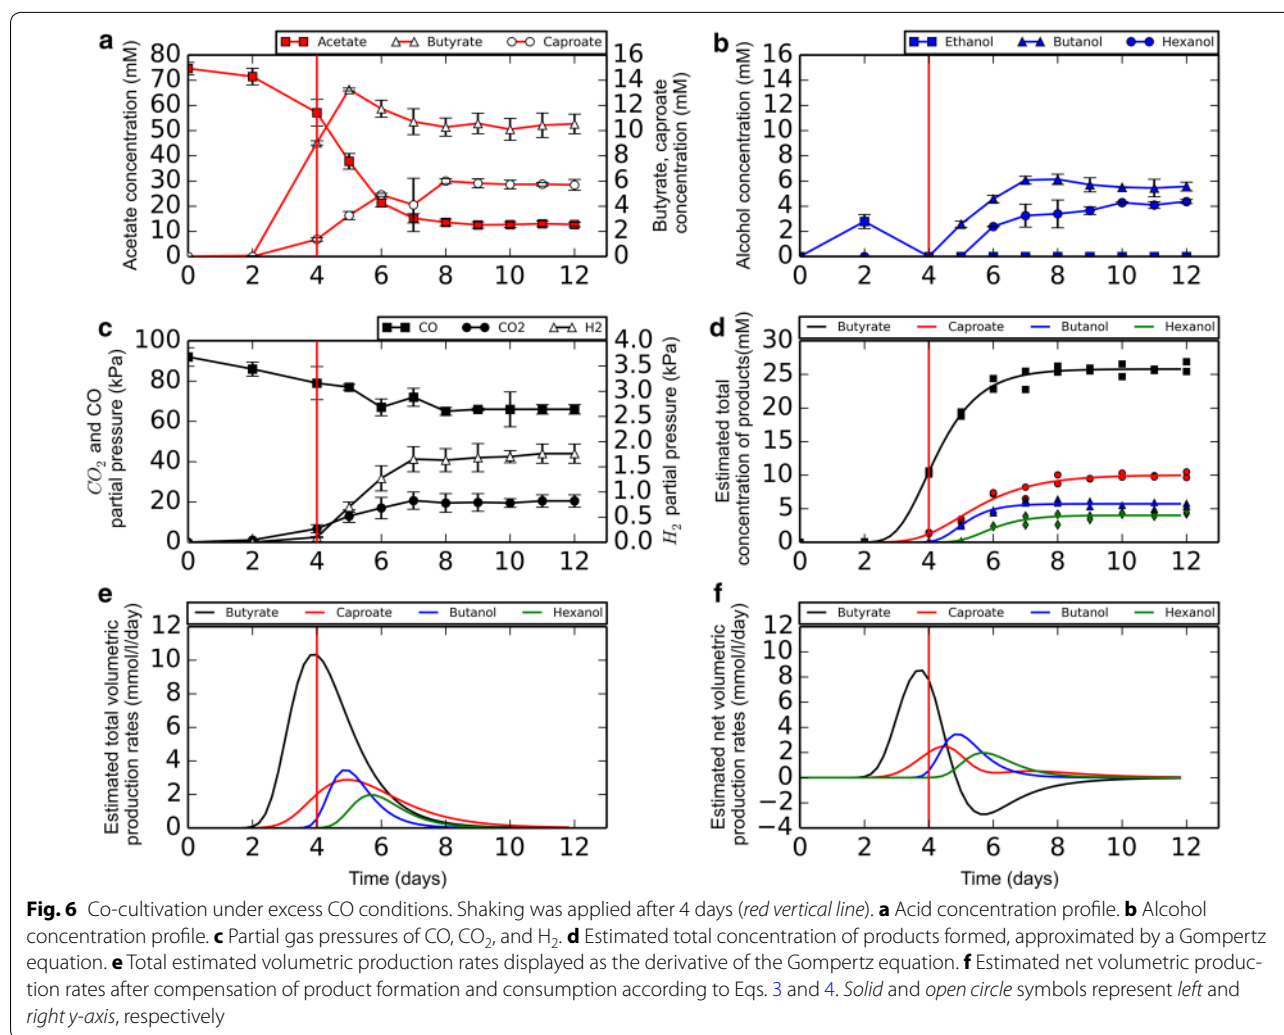 a
Acetate Butyrate Caproate
80 70 60 50 40 30 20 10 0
16 14 12 10 8 6 4 2 0
Acetate concentration (mM)
Butyrate, caproate
concentration (mM)
0 2 4 6 8 10 12
b
Ethanol Butanol Hexanol
16 14 12 10 8 6 4 2 0
Alcohol concentration (mM)
0 2 4 6 8 10 12
c
CO CO2 H2
100 80 60 40 20 0
4.0 3.5 3.0 2.5 2.0 1.5 1.0 0.5 0.0
CO2 and CO
partial pressure (kPa)
H2 partial pressure (kPa)
0 2 4 6 8 10 12
d
Butyrate Caproate Butanol Hexanol
30 25 20 15 10 5 0
Estimated total
concentration of products(mM)
0 2 4 6 8 10 12
e
Butyrate Caproate Butanol Hexanol
12 10 8 6 4 2 0
Estimated total volumetric
production rates (mmol/l/day)
0 2 4 6 8 10 12
Time (days)
f
Butyrate Caproate Butanol Hexanol
12 10 8 6 4 2 0 −2 −4
Estimated net volumetric
production rates (mmol/l/day)
0 2 4 6 8 10 12
Time (days)
Fig. 6 Co-cultivation under excess CO conditions. Shaking was applied after 4 days (red vertical line). a Acid concentration profile. b Alcohol
concentration profile. c Partial gas pressures of CO, CO2, and H2. d Estimated total concentration of products formed, approximated by a Gompertz
equation. e Total estimated volumetric production rates displayed as the derivative of the Gompertz equation. f Estimated net volumetric produc-
tion rates after compensation of product formation and consumption according to Eqs. 3 and 4. Solid and open circle symbols represent left and
right y-axis, respectively